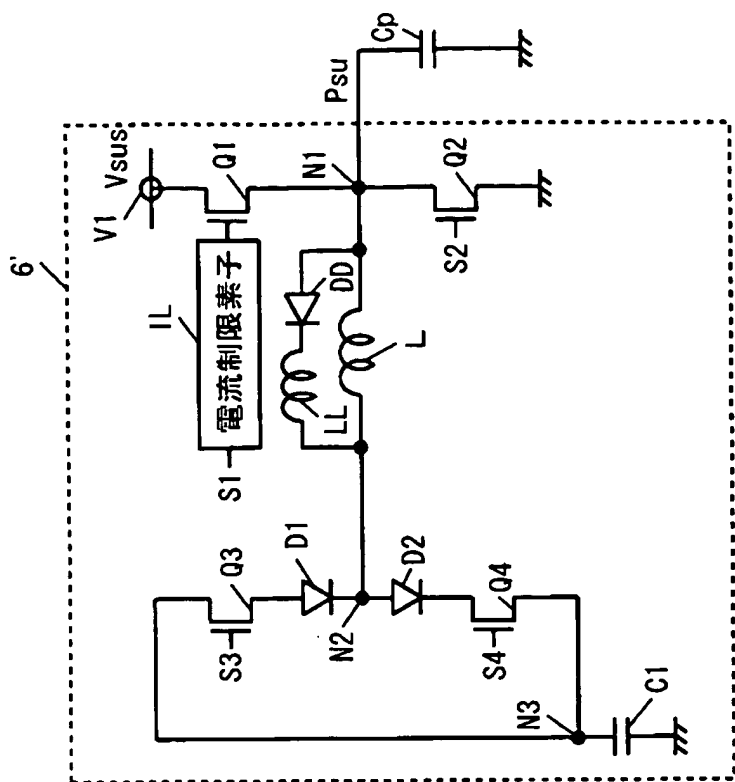 6'
V1
Vsus
IL
電流制限素子
S1
Q1
N1
Psu
Cp
DD
LL
L
S2
Q2
S3
Q3
D1
N2
D2
S4
Q4
N3
C1